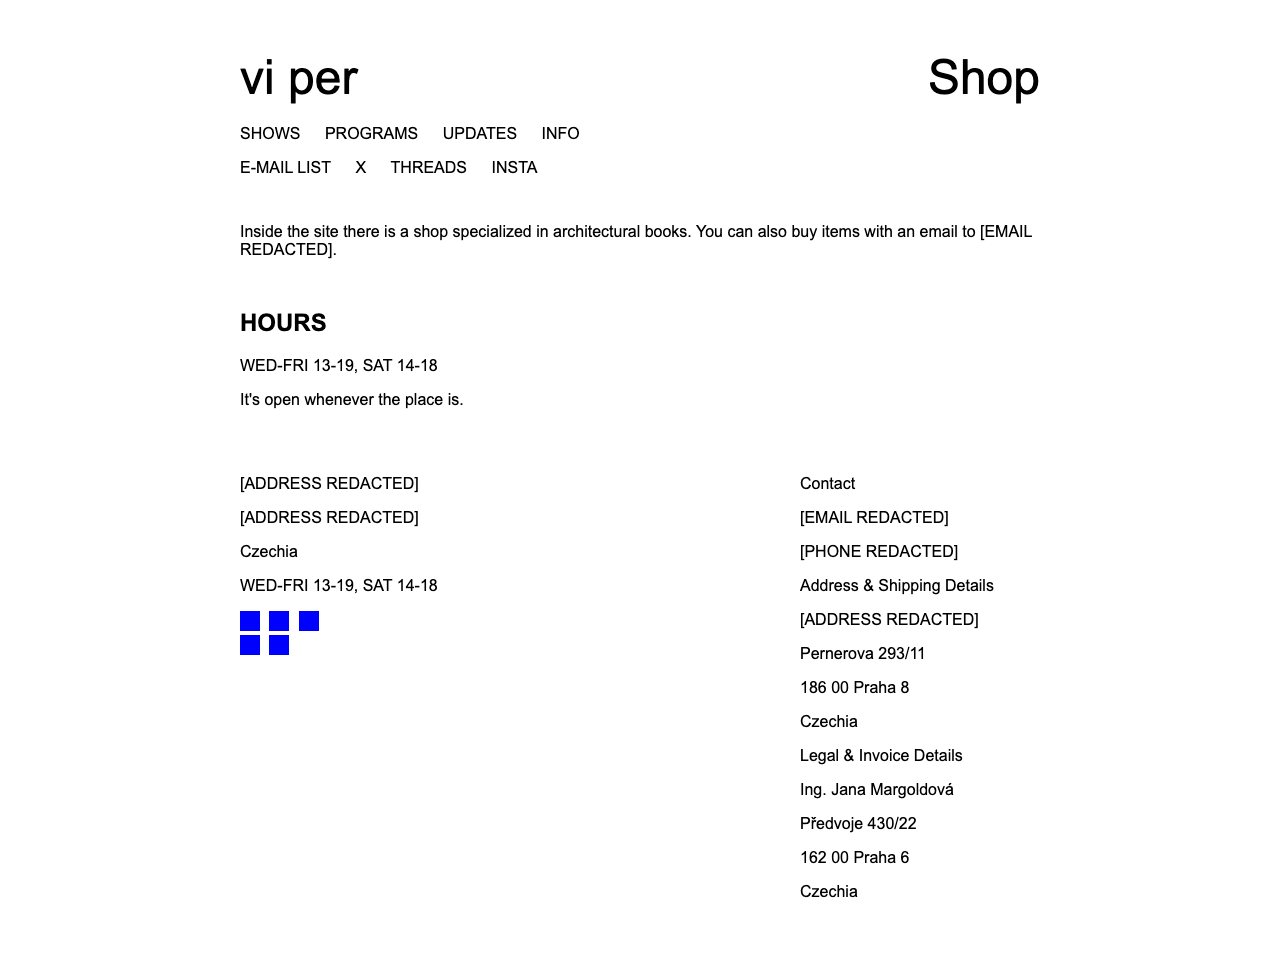 vi per
Shop
SHOWS PROGRAMS UPDATES INFO
E-MAIL LIST X THREADS INSTA
Inside the site there is a shop specialized in architectural books. You can also buy items with an email to [EMAIL
REDACTED].
HOURS
WED-FRI 13-19, SAT 14-18
It's open whenever the place is.
[ADDRESS REDACTED]
[ADDRESS REDACTED]
Czechia
WED-FRI 13-19, SAT 14-18
Contact
[EMAIL REDACTED]
[PHONE REDACTED]
Address & Shipping Details
[ADDRESS REDACTED]
Pernerova 293/11
186 00 Praha 8
Czechia
Legal & Invoice Details
Ing. Jana Margoldová
Předvoje 430/22
162 00 Praha 6
Czechia